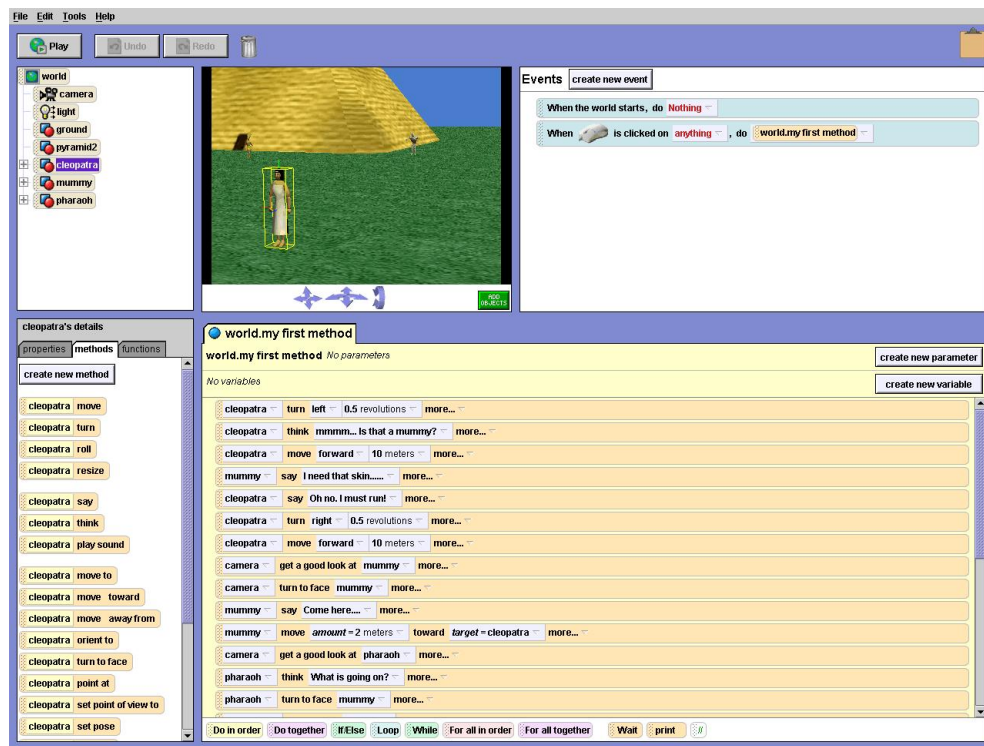 File Edit Tools Help
Play Undo Redo
world
camera
light
ground
pyramid2
cleopatra
mummy
pharaoh
ADD OBJECTS
Events create new event
When the world starts, do Nothing
When is clicked on anything , do world.my first method
cleopatra's details
properties methods functions
create new method
cleopatra move
cleopatra turn
cleopatra roll
cleopatra resize
cleopatra say
cleopatra think
cleopatra play sound
cleopatra move to
cleopatra move toward
cleopatra move away from
cleopatra orient to
cleopatra turn to face
cleopatra point at
cleopatra set point of view to
cleopatra set pose
world.my first method
world.my first method No parameters create new parameter
No variables create new variable
cleopatra turn left 0.5 revolutions more...
cleopatra think mmmm... Is that a mummy? more...
cleopatra move forward 10 meters more...
mummy say I need that skin...... more...
cleopatra say Oh no. I must run! more...
cleopatra turn right 0.5 revolutions more...
cleopatra move forward 10 meters more...
camera get a good look at mummy more...
camera turn to face mummy more...
mummy say Come here.... more...
mummy move amount = 2 meters toward target = cleopatra more...
camera get a good look at pharaoh more...
pharaoh think What is going on? more...
pharaoh turn to face mummy more...
Do in order Do together If/Else Loop While For all in order For all together Wait print //